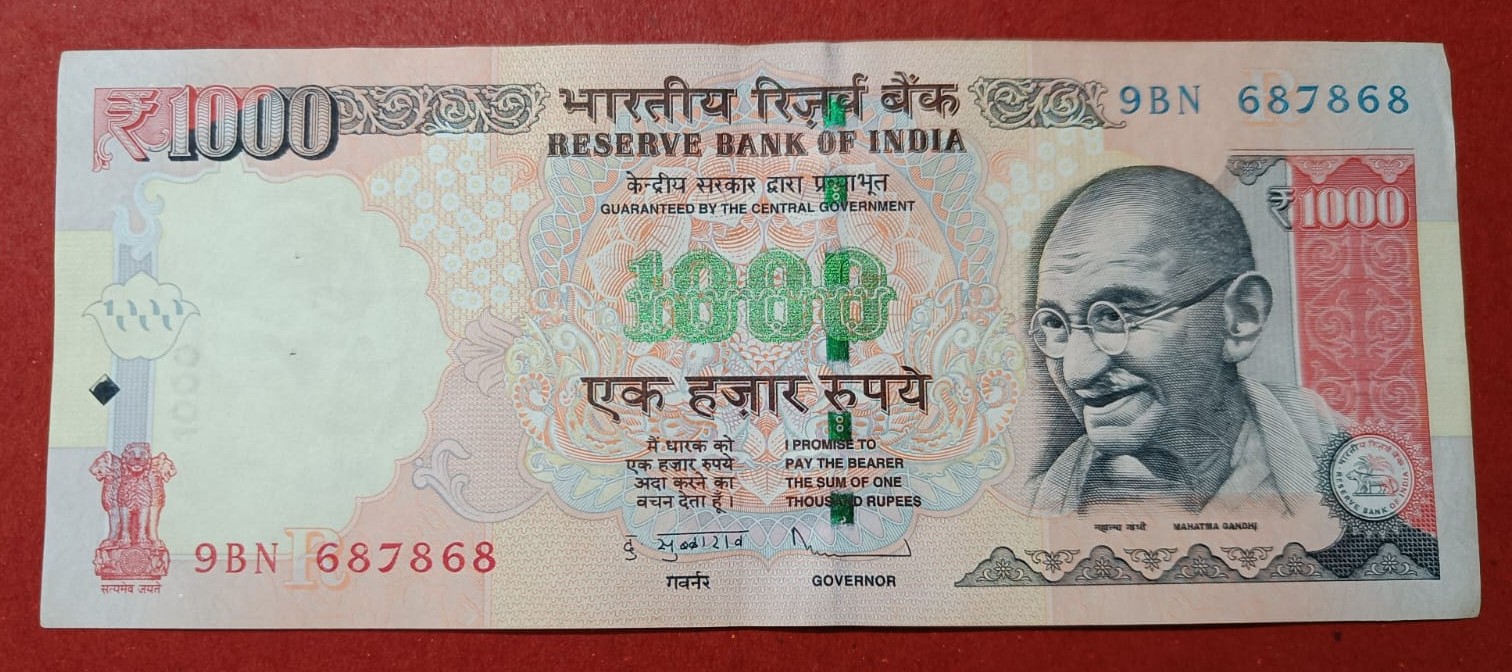 ₹1000
भारतीय रिज़र्व बैंक
RESERVE BANK OF INDIA
9BN 687868
केन्द्रीय सरकार द्वारा प्रत्याभूत
GUARANTEED BY THE CENTRAL GOVERNMENT
₹1000
1000
1000
एक हज़ार रुपये
मैं धारक को
एक हज़ार रुपये
अदा करने का
वचन देता हूँ।
I PROMISE TO
PAY THE BEARER
THE SUM OF ONE
THOUSAND RUPEES
गवर्नर
GOVERNOR
महात्मा गांधी MAHATMA GANDHI
भारतीय रिज़र्व बैंक
RESERVE BANK OF INDIA
9BN 687868
R
सत्यमेव जयते